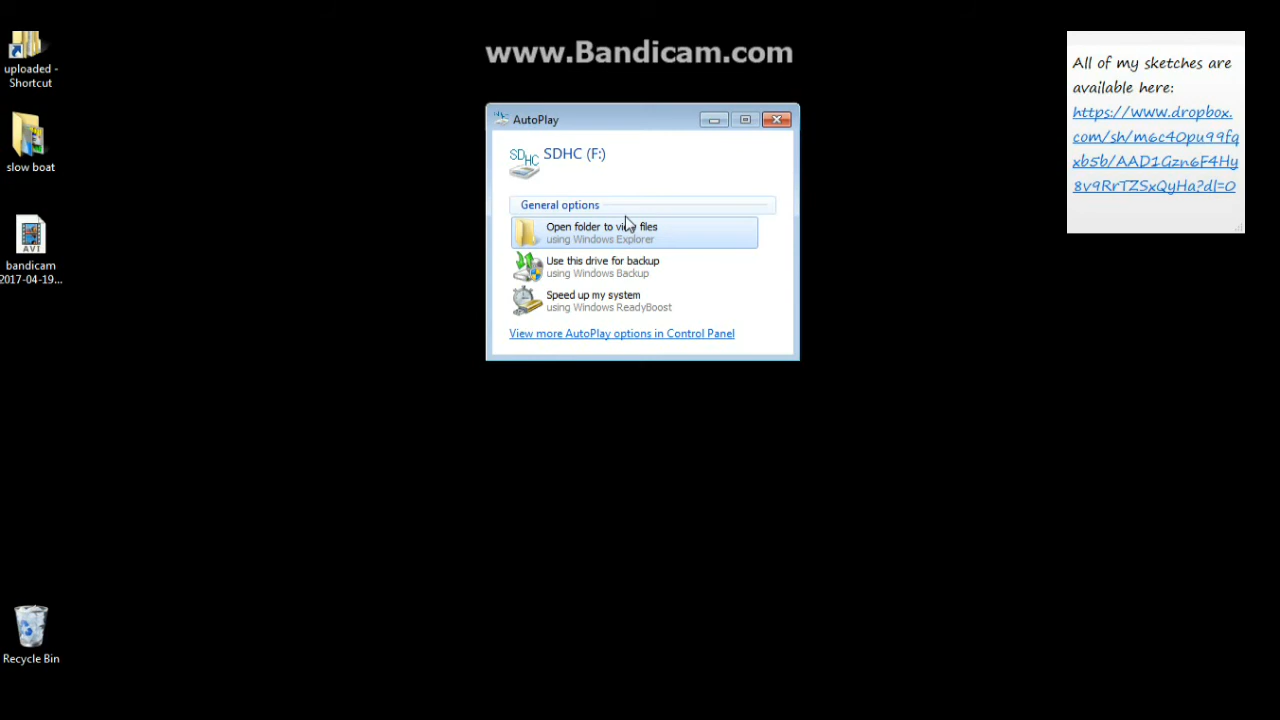 www.Bandicam.com
uploaded -
Shortcut
slow boat
AVI
bandicam
2017-04-19...
Recycle Bin
AutoPlay
SDHC
SDHC (F:)
General options
Open folder to view files
using Windows Explorer
Use this drive for backup
using Windows Backup
Speed up my system
using Windows ReadyBoost
View more AutoPlay options in Control Panel
All of my sketches are
available here:
https://www.dropbox.
com/sh/m6c40pu99fq
xb5b/AAD1Gzn6F4Hy
8v9RrTZSxQyHa?dl=0